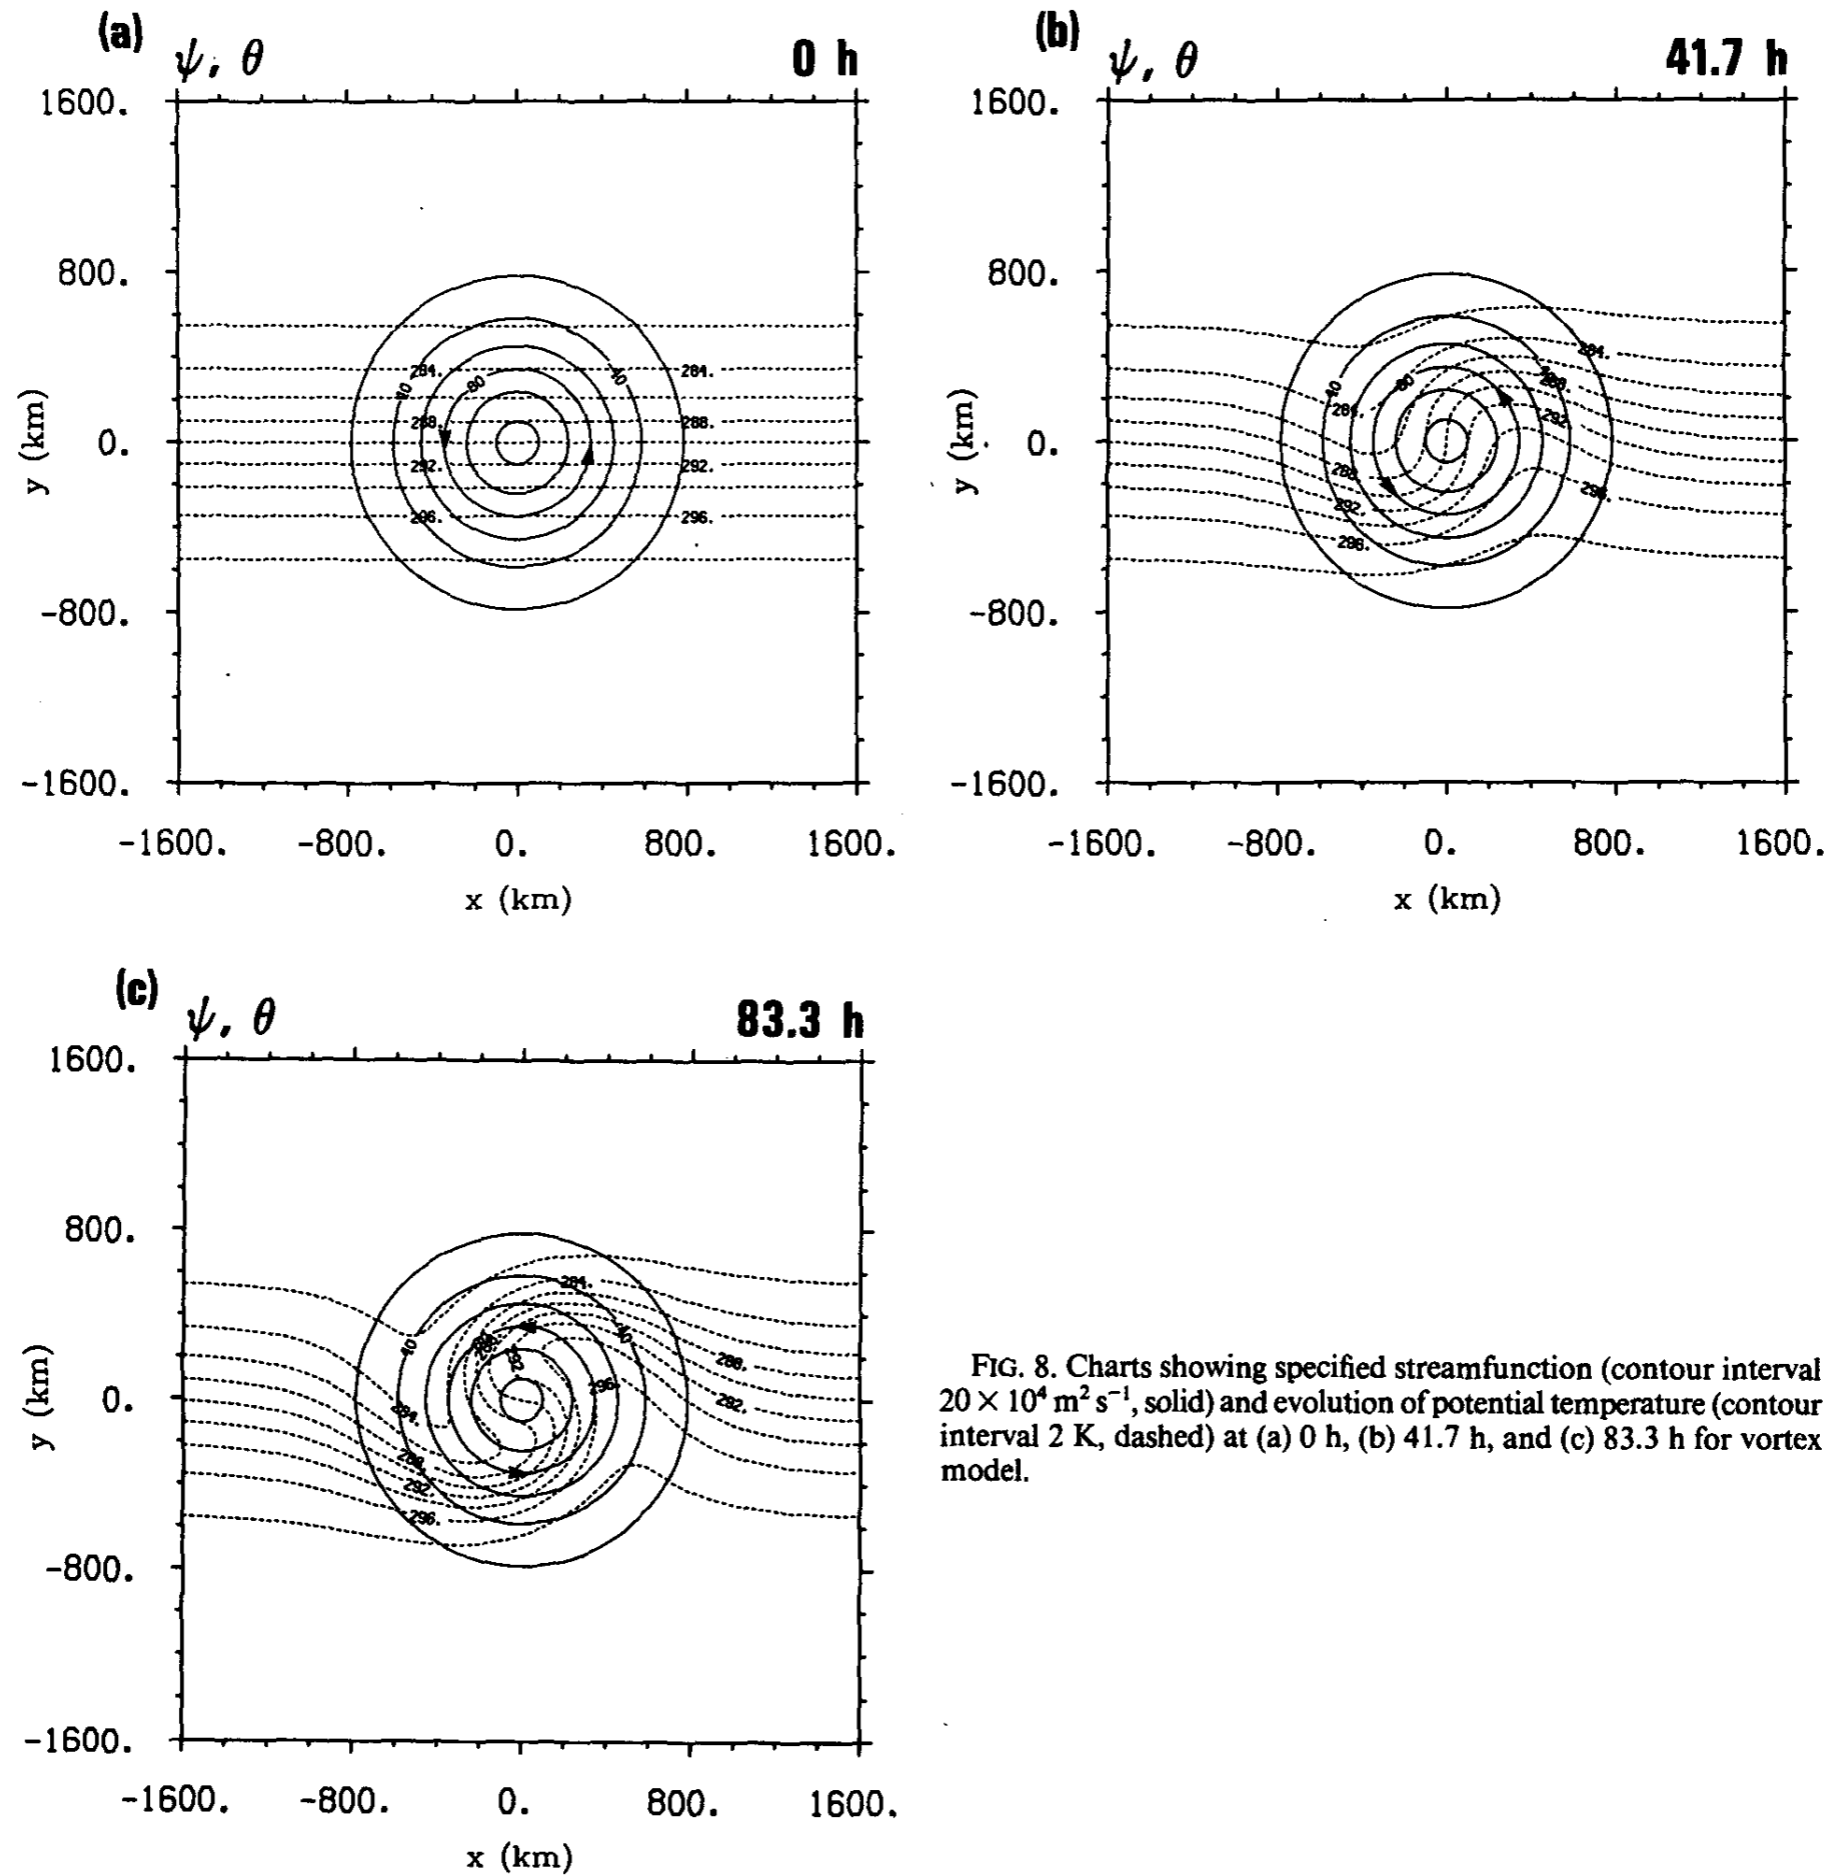 (a)
ψ, θ
0 h
1600.
800.
0.
-800.
-1600.
y (km)
40
80
40
284.
284.
288.
288.
292.
292.
296.
296.
-1600. -800. 0. 800. 1600.
x (km)
(b)
ψ, θ
41.7 h
1600.
800.
0.
-800.
-1600.
y (km)
40
80
284.
284.
288.
292.
288.
292.
296.
296.
-1600. -800. 0. 800. 1600.
x (km)
(c)
ψ, θ
83.3 h
1600.
800.
0.
-800.
-1600.
y (km)
284.
40
40
292
288.
296.
292.
284.
288.
292.
296.
-1600. -800. 0. 800. 1600.
x (km)
FIG. 8. Charts showing specified streamfunction (contour interval
20 × 10⁴ m² s⁻¹, solid) and evolution of potential temperature (contour
interval 2 K, dashed) at (a) 0 h, (b) 41.7 h, and (c) 83.3 h for vortex
model.